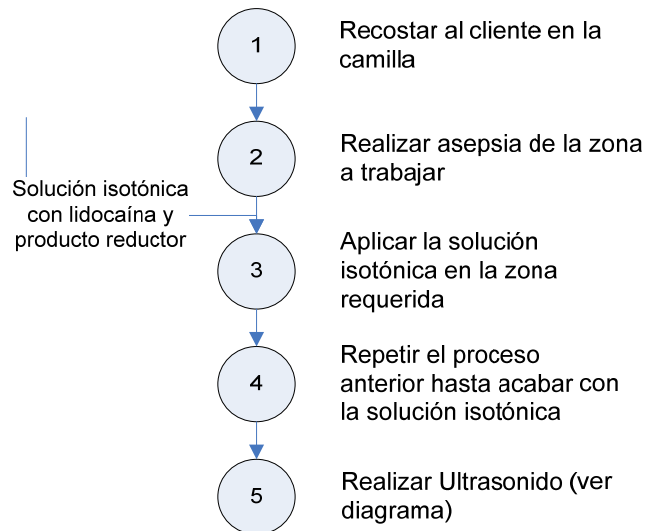 1
Recostar al cliente en la
camilla
2
Realizar asepsia de la zona
a trabajar
Solución isotónica
con lidocaína y
producto reductor
3
Aplicar la solución
isotónica en la zona
requerida
4
Repetir el proceso
anterior hasta acabar con
la solución isotónica
5
Realizar Ultrasonido (ver
diagrama)